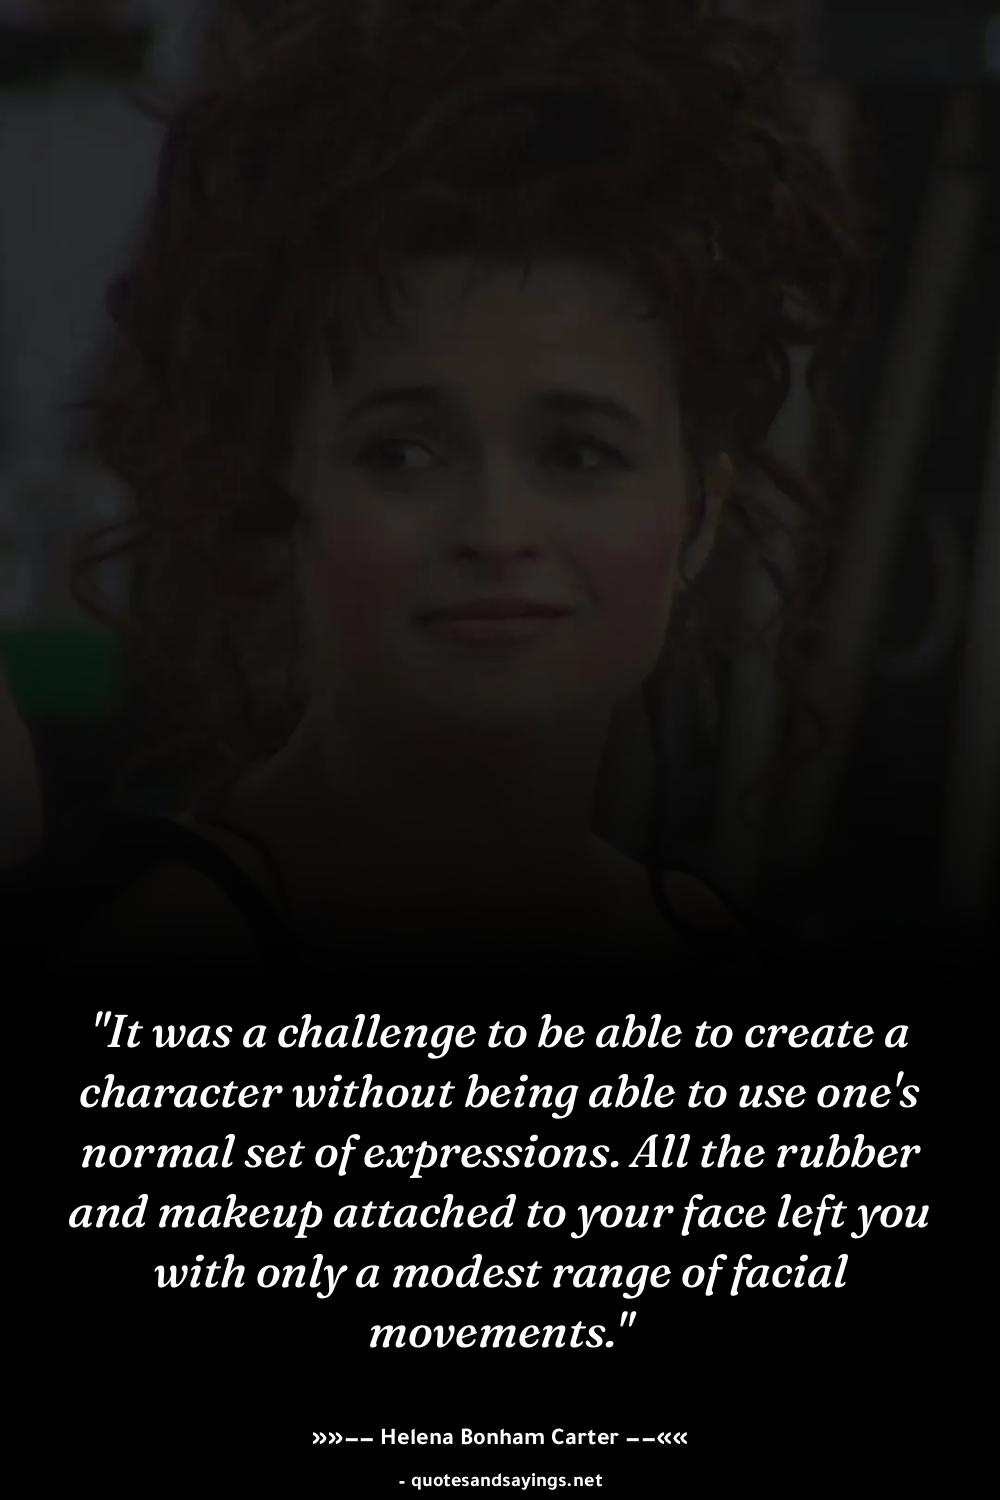 "It was a challenge to be able to create a
character without being able to use one's
normal set of expressions. All the rubber
and makeup attached to your face left you
with only a modest range of facial
movements."
»»−− Helena Bonham Carter −−««
- quotesandsayings.net